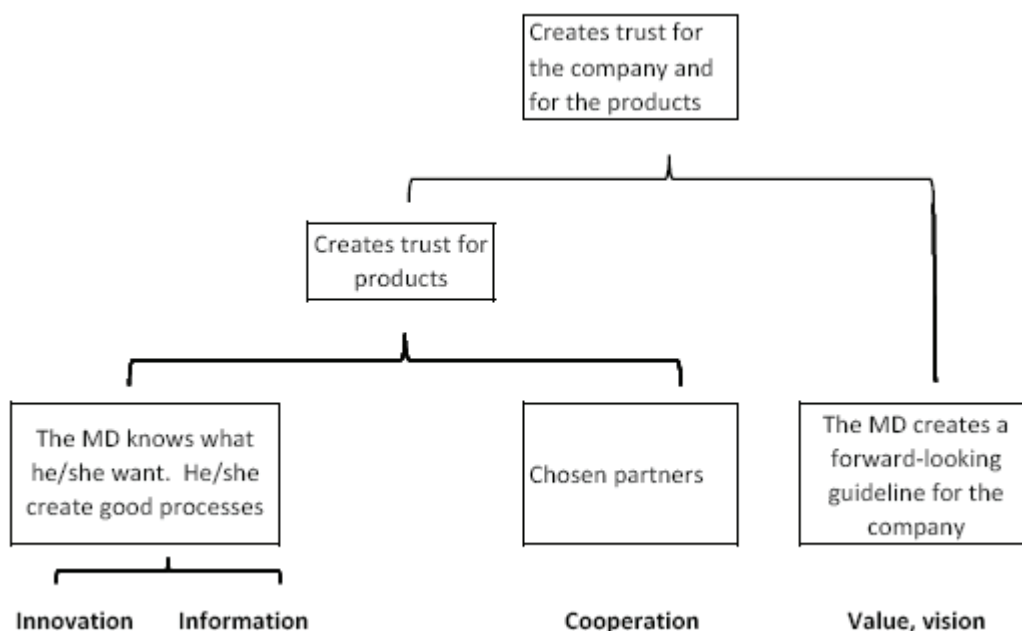 Creates trust for
the company and
for the products
Creates trust for
products
The MD knows what
he/she want. He/she
create good processes
Chosen partners
The MD creates a
forward-looking
guideline for the
company
Innovation
Information
Cooperation
Value, vision